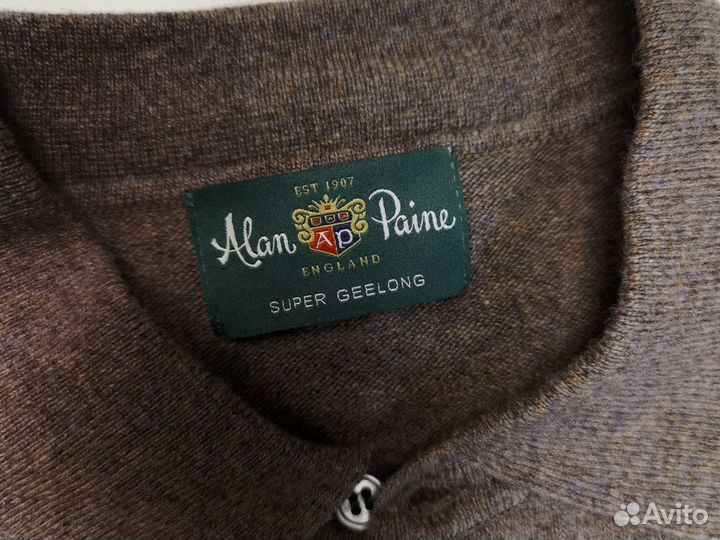 EST 1907
Alan AP Paine
ENGLAND
SUPER GEELONG
Avito